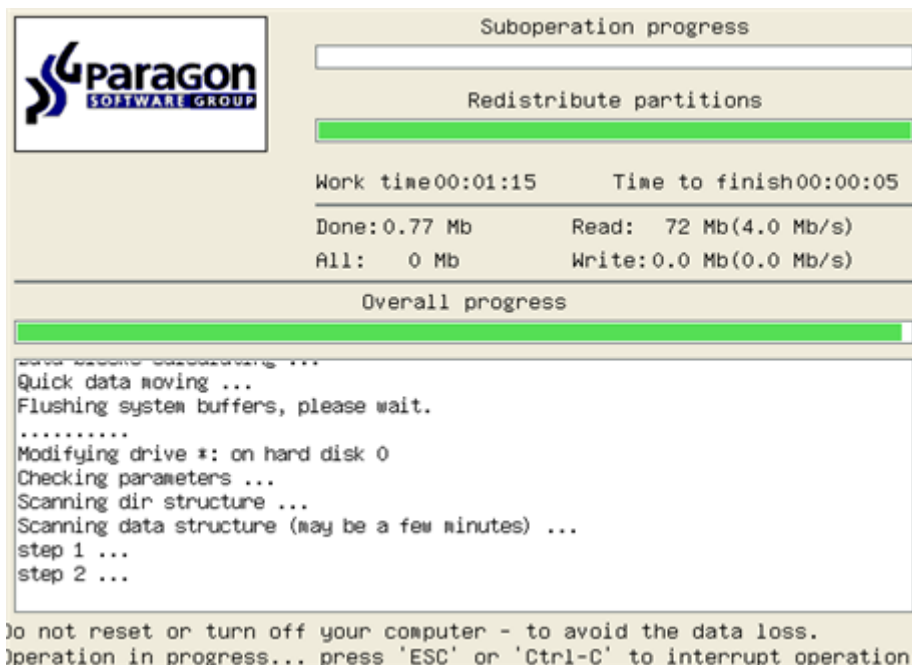 Paragon
SOFTWARE GROUP
Suboperation progress
Redistribute partitions
Work time00:01:15 Time to finish00:00:05
Done: 0.77 Mb Read: 72 Mb(4.0 Mb/s)
All: 0 Mb Write: 0.0 Mb(0.0 Mb/s)
Overall progress
Data blocks calculating ...
Quick data moving ...
Flushing system buffers, please wait.
..........
Modifying drive *: on hard disk 0
Checking parameters ...
Scanning dir structure ...
Scanning data structure (may be a few minutes) ...
step 1 ...
step 2 ...
Do not reset or turn off your computer - to avoid the data loss.
Operation in progress... press 'ESC' or 'Ctrl-C' to interrupt operation